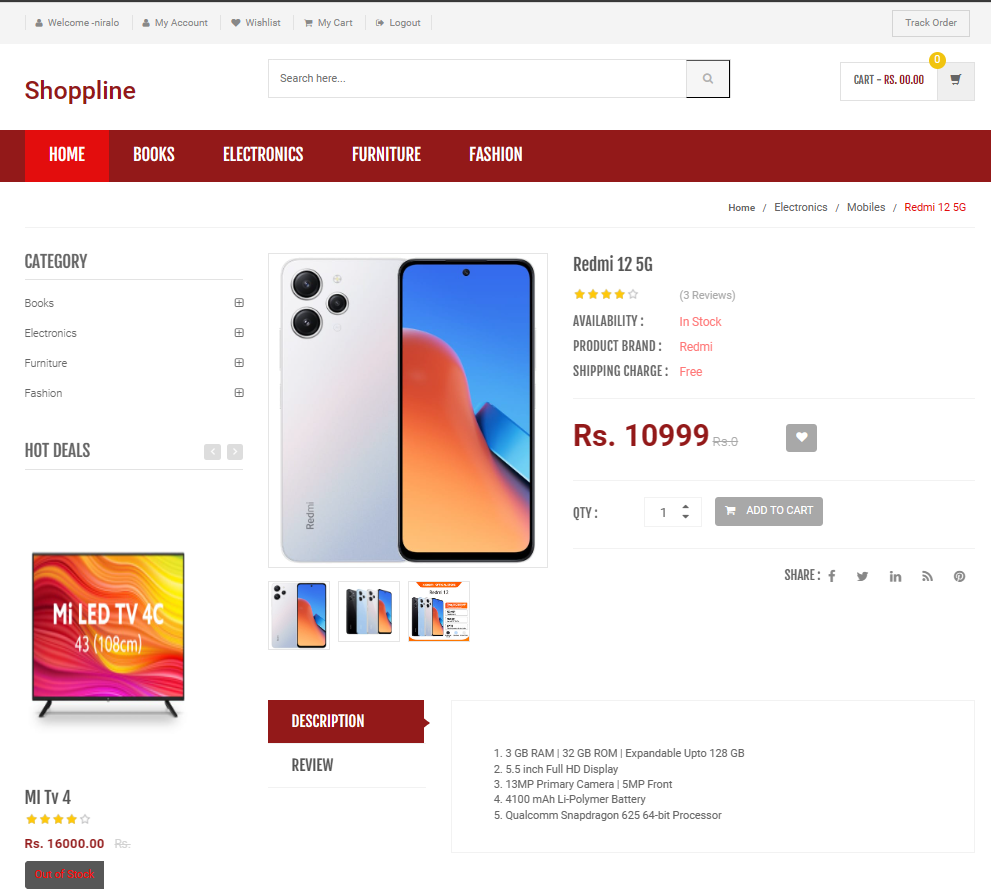 Welcome -niralo
My Account
Wishlist
My Cart
Logout
Track Order
Shoppline
Search here...
CART - RS. 00.00
0
HOME
BOOKS
ELECTRONICS
FURNITURE
FASHION
Home / Electronics / Mobiles / Redmi 12 5G
CATEGORY
Books
Electronics
Furniture
Fashion
HOT DEALS
Mi LED TV 4C
43 (108cm)
MI Tv 4
Rs. 16000.00 Rs.
Out of Stock
Redmi
Redmi 12
Redmi 12 5G
(3 Reviews)
AVAILABILITY : In Stock
PRODUCT BRAND : Redmi
SHIPPING CHARGE : Free
Rs. 10999 Rs.0
QTY : 1 ADD TO CART
SHARE :
DESCRIPTION
REVIEW
1. 3 GB RAM | 32 GB ROM | Expandable Upto 128 GB
2. 5.5 inch Full HD Display
3. 13MP Primary Camera | 5MP Front
4. 4100 mAh Li-Polymer Battery
5. Qualcomm Snapdragon 625 64-bit Processor